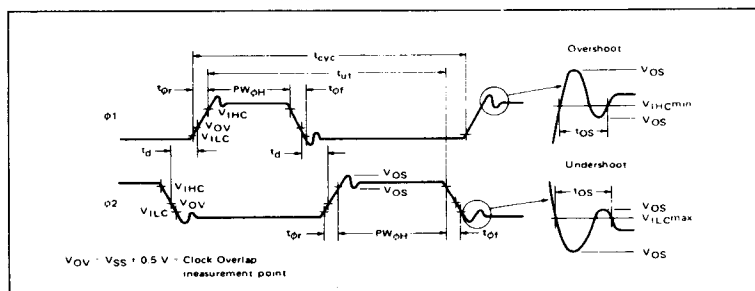 tcyc
Overshoot
tut
VOS
tφr
PWφH
tφf
φ1
VIHC
VIHCmin
VOV
VILC
tOS
VOS
td
td
Undershoot
tOS
VIHC
VOS
VOS
φ2
VOV
VOS
VILC
VILCmax
tφr
PWφH
tφf
VOS
VOV = VSS + 0.5 V = Clock Overlap
measurement point